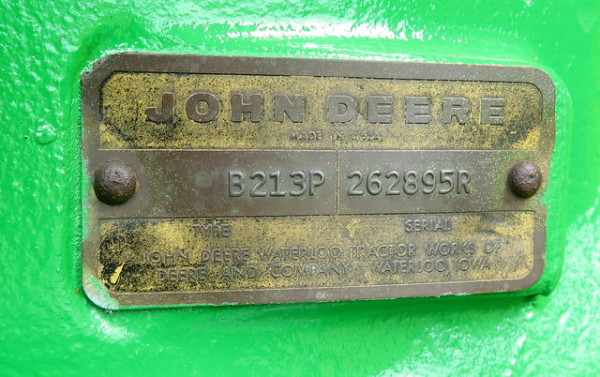 JOHN DEERE
MADE IN U.S.A.
B213P 262895R
TYPE SERIAL
JOHN DEERE WATERLOO TRACTOR WORKS OF
DEERE AND COMPANY WATERLOO, IOWA